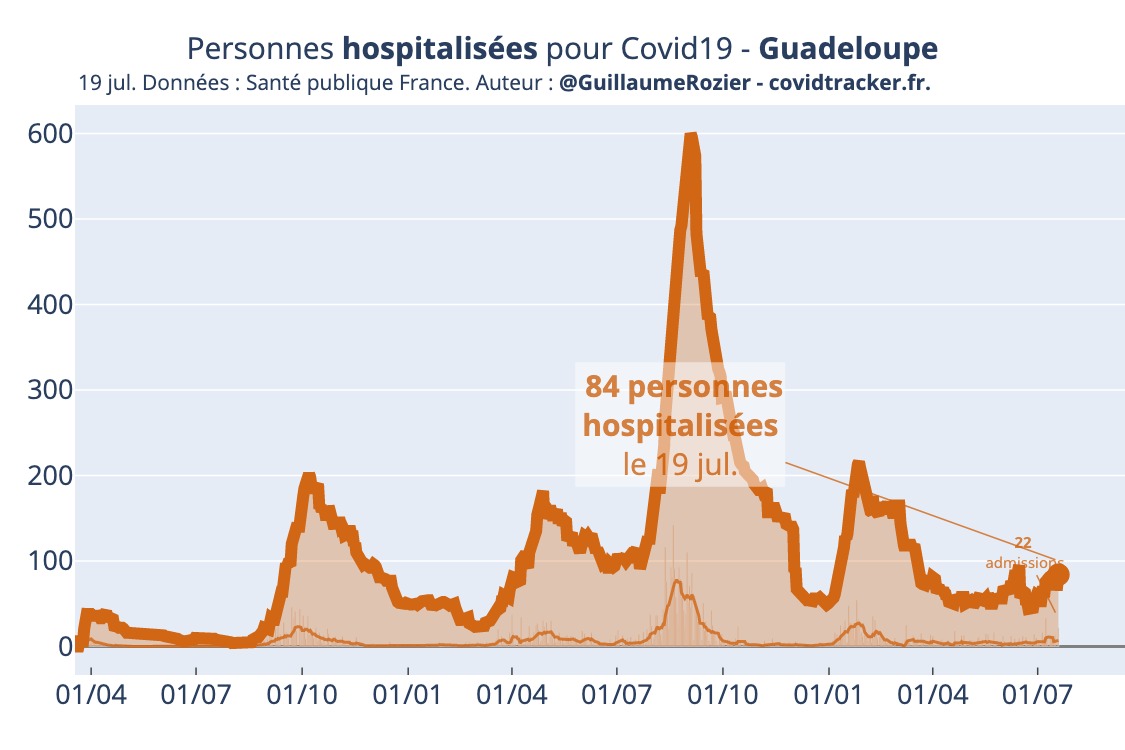 Personnes hospitalisées pour Covid19 - Guadeloupe
19 jul. Données : Santé publique France. Auteur : @GuillaumeRozier - covidtracker.fr.
600
500
400
300
200
100
0
84 personnes
hospitalisées
le 19 jul.
22
admissions
01/04 01/07 01/10 01/01 01/04 01/07 01/10 01/01 01/04 01/07